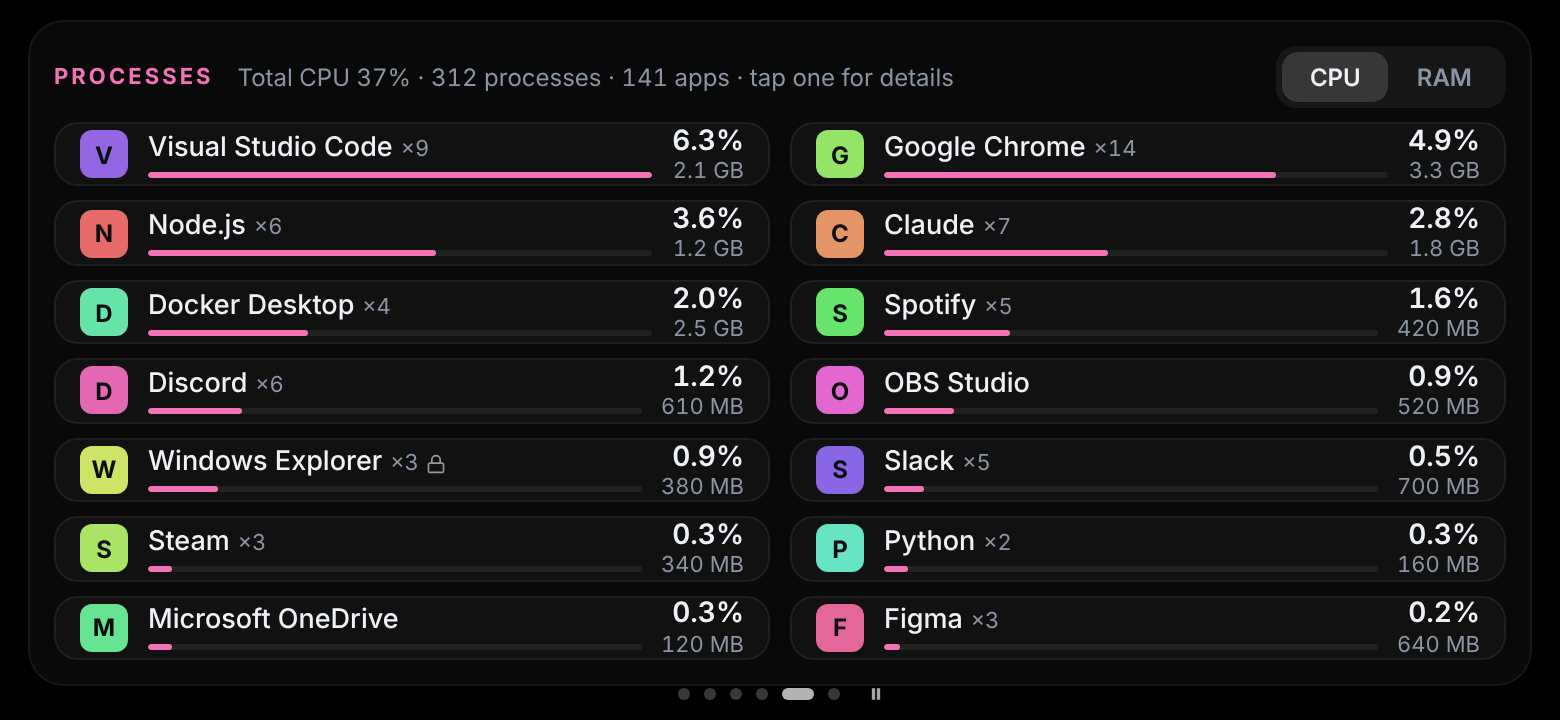 PROCESSES Total CPU 37% · 312 processes · 141 apps · tap one for details CPU RAM
V Visual Studio Code ×9 6.3% 2.1 GB
G Google Chrome ×14 4.9% 3.3 GB
N Node.js ×6 3.6% 1.2 GB
C Claude ×7 2.8% 1.8 GB
D Docker Desktop ×4 2.0% 2.5 GB
S Spotify ×5 1.6% 420 MB
D Discord ×6 1.2% 610 MB
O OBS Studio 0.9% 520 MB
W Windows Explorer ×3 0.9% 380 MB
S Slack ×5 0.5% 700 MB
S Steam ×3 0.3% 340 MB
P Python ×2 0.3% 160 MB
M Microsoft OneDrive 0.3% 120 MB
F Figma ×3 0.2% 640 MB